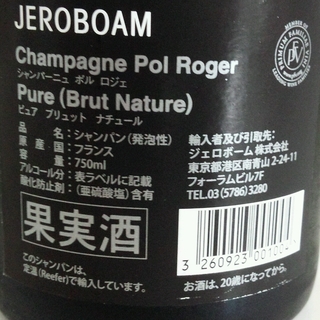 JEROBOAM
MEMBER OF
PRIMUM FAMILIAE VINI
Champagne Pol Roger
シャンパーニュ ポル ロジェ
Pure (Brut Nature)
ピュア ブリュット ナチュール
品名：シャンパン（発泡性）
原産国：フランス
容量：750ml
アルコール分：表ラベルに記載
酸化防止剤：（亜硫酸塩）含有
輸入者及び引取先：
ジェロボーム株式会社
東京都港区南青山 2-24-11
フォーラムビル7F
TEL.03 (5786) 3280
果実酒
このシャンパンは、
定温（Reefer）で輸入しています。
3 260923 00100
お酒は、20歳になってから。